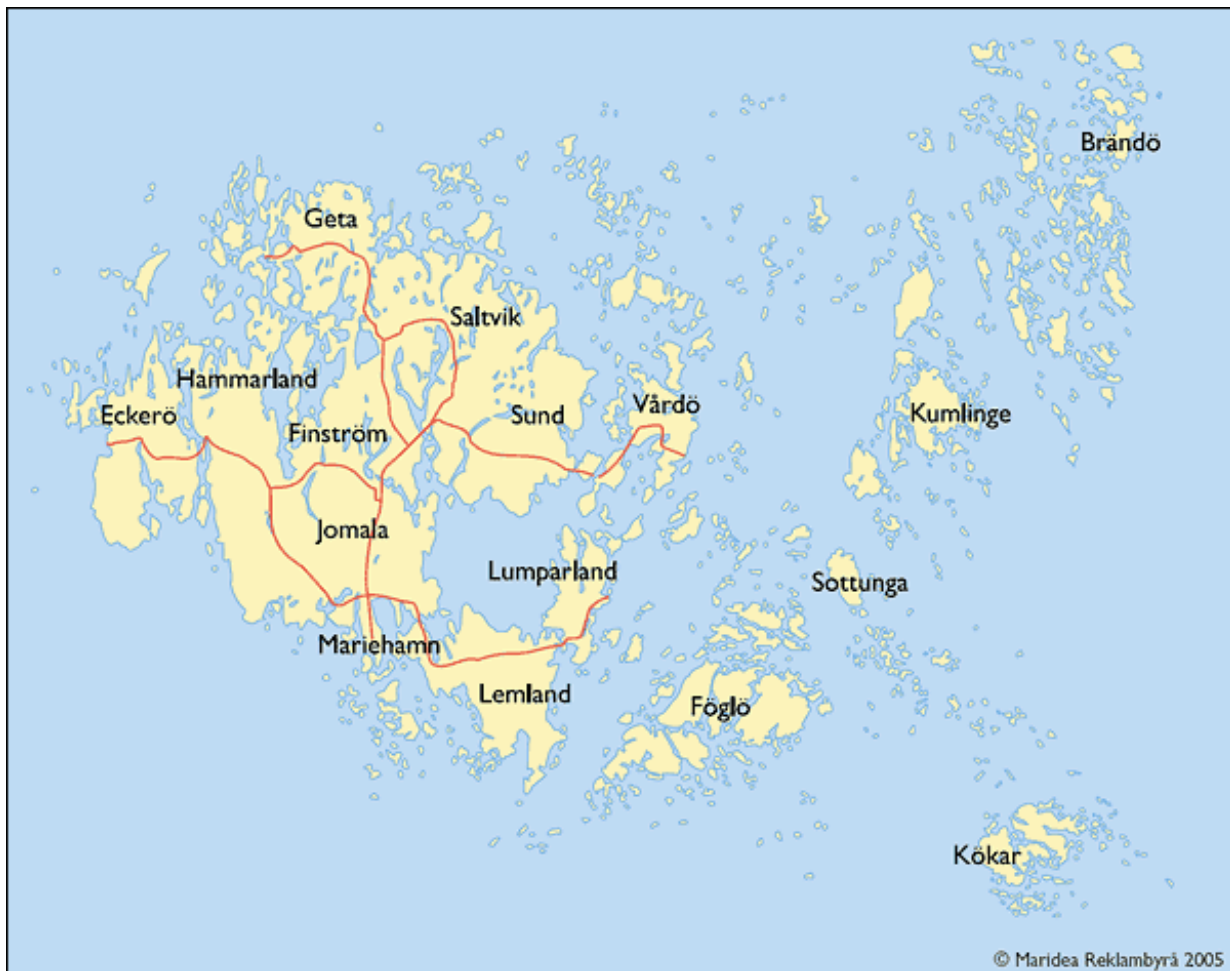 Brändö
Geta
Saltvik
Hammarland
Eckerö
Finström
Sund
Vårdö
Kumlinge
Jomala
Lumparland
Sottunga
Mariehamn
Lemland
Föglö
Kökar
© Maridea Reklambyrå 2005